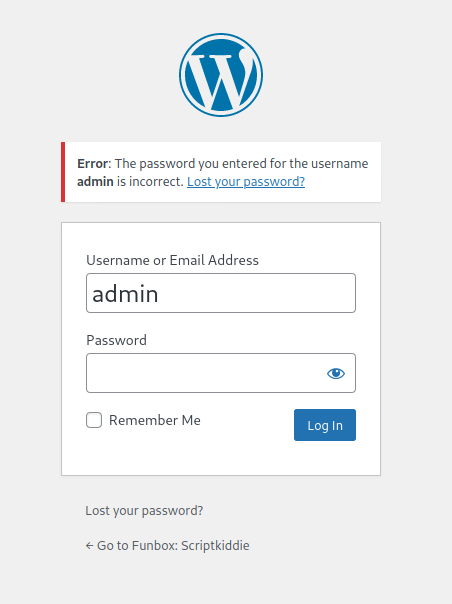 Error: The password you entered for the username
admin is incorrect. Lost your password?
Username or Email Address
admin
Password
Remember Me
Log In
Lost your password?
← Go to Funbox: Scriptkiddie